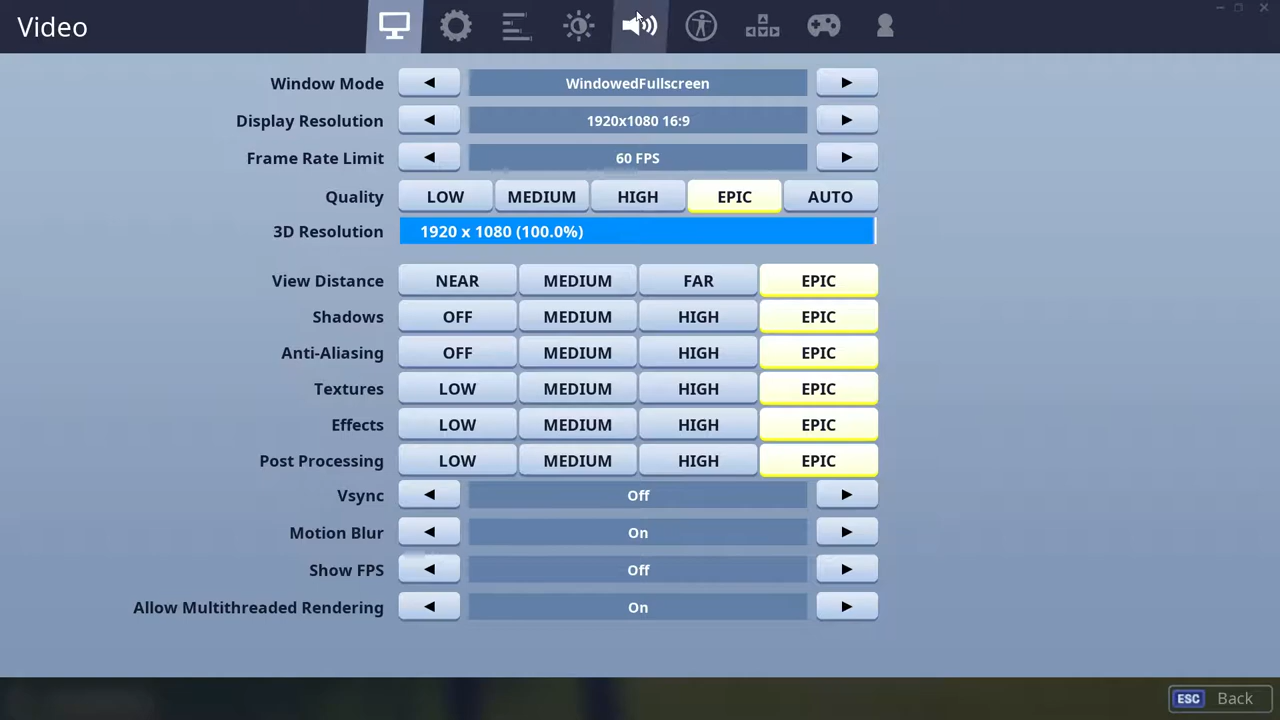 Video
Window Mode WindowedFullscreen
Display Resolution 1920x1080 16:9
Frame Rate Limit 60 FPS
Quality LOW MEDIUM HIGH EPIC AUTO
3D Resolution 1920 x 1080 (100.0%)
View Distance NEAR MEDIUM FAR EPIC
Shadows OFF MEDIUM HIGH EPIC
Anti-Aliasing OFF MEDIUM HIGH EPIC
Textures LOW MEDIUM HIGH EPIC
Effects LOW MEDIUM HIGH EPIC
Post Processing LOW MEDIUM HIGH EPIC
Vsync Off
Motion Blur On
Show FPS Off
Allow Multithreaded Rendering On
ESC Back